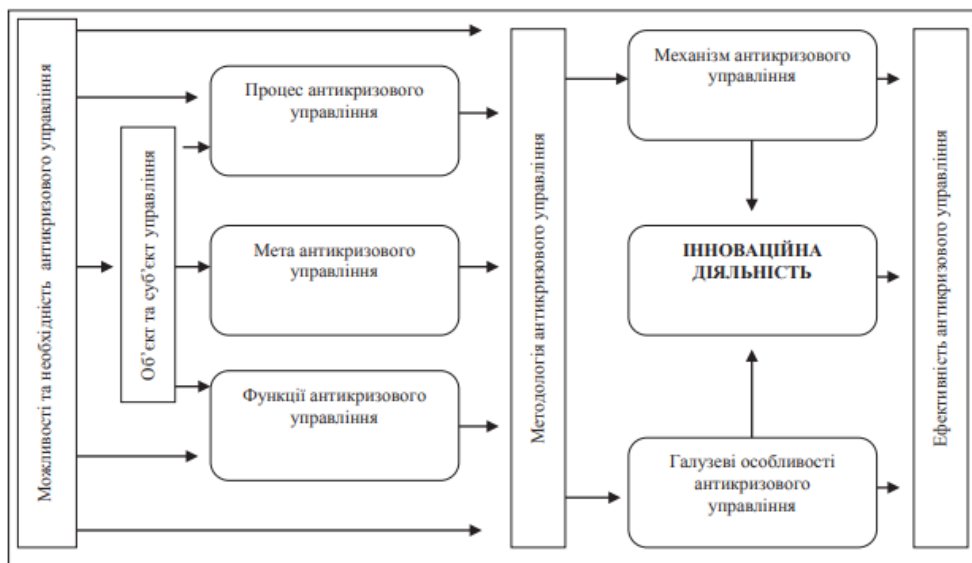 Можливості та необхідність антикризового управління
Об’єкт та суб’єкт управління
Процес антикризового
управління
Мета антикризового
управління
Функції антикризового
управління
Методологія антикризового управління
Механізм антикризового
управління
ІННОВАЦІЙНА
ДІЯЛЬНІСТЬ
Галузеві особливості
антикризового
управління
Ефективність антикризового управління